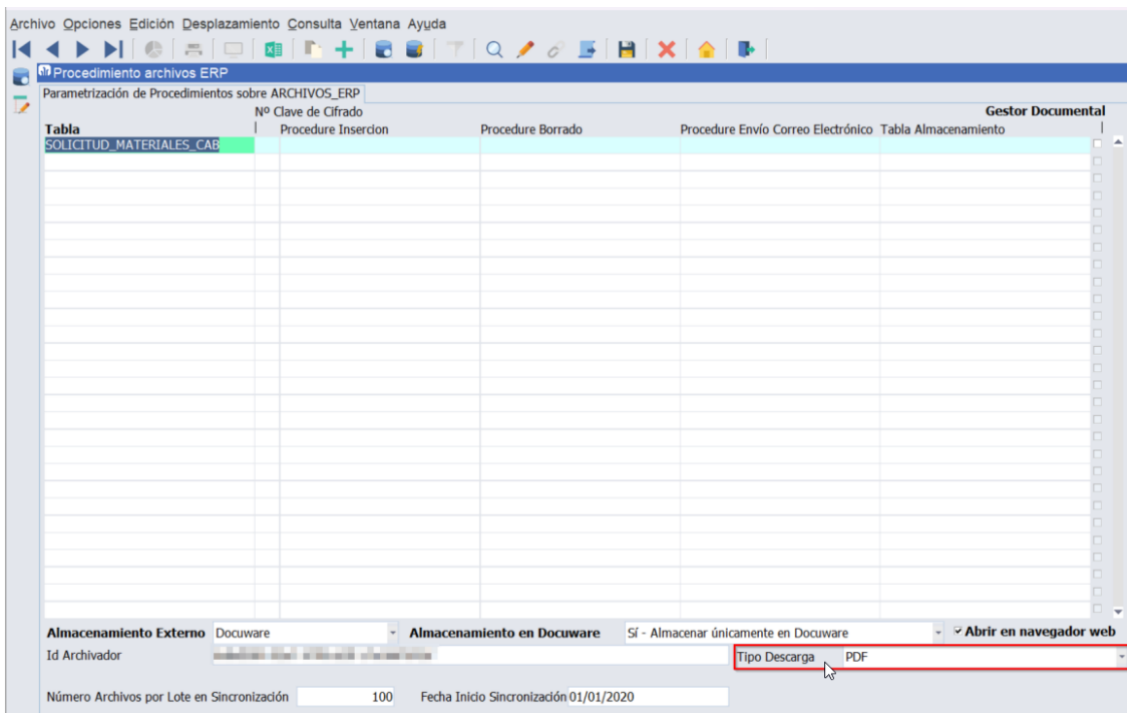 Archivo Opciones Edición Desplazamiento Consulta Ventana Ayuda
Procedimiento archivos ERP
Parametrización de Procedimientos sobre ARCHIVOS_ERP
Nº Clave de Cifrado Gestor Documental
Tabla Procedure Insercion Procedure Borrado Procedure Envío Correo Electrónico Tabla Almacenamiento
SOLICITUD_MATERIALES_CAB
Almacenamiento Externo Docuware Almacenamiento en Docuware Sí - Almacenar únicamente en Docuware Abrir en navegador web
Id Archivador Tipo Descarga PDF
Número Archivos por Lote en Sincronización 100 Fecha Inicio Sincronización 01/01/2020